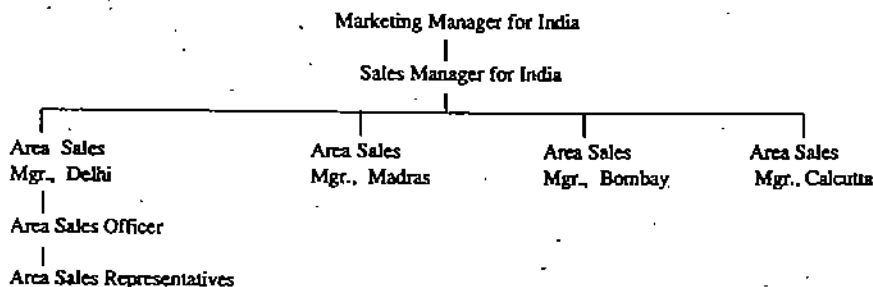 Marketing Manager for India
Sales Manager for India
Area Sales
Mgr., Delhi
Area Sales
Mgr., Madras
Area Sales
Mgr., Bombay
Area Sales
Mgr., Calcutta
Area Sales Officer
Area Sales Representatives